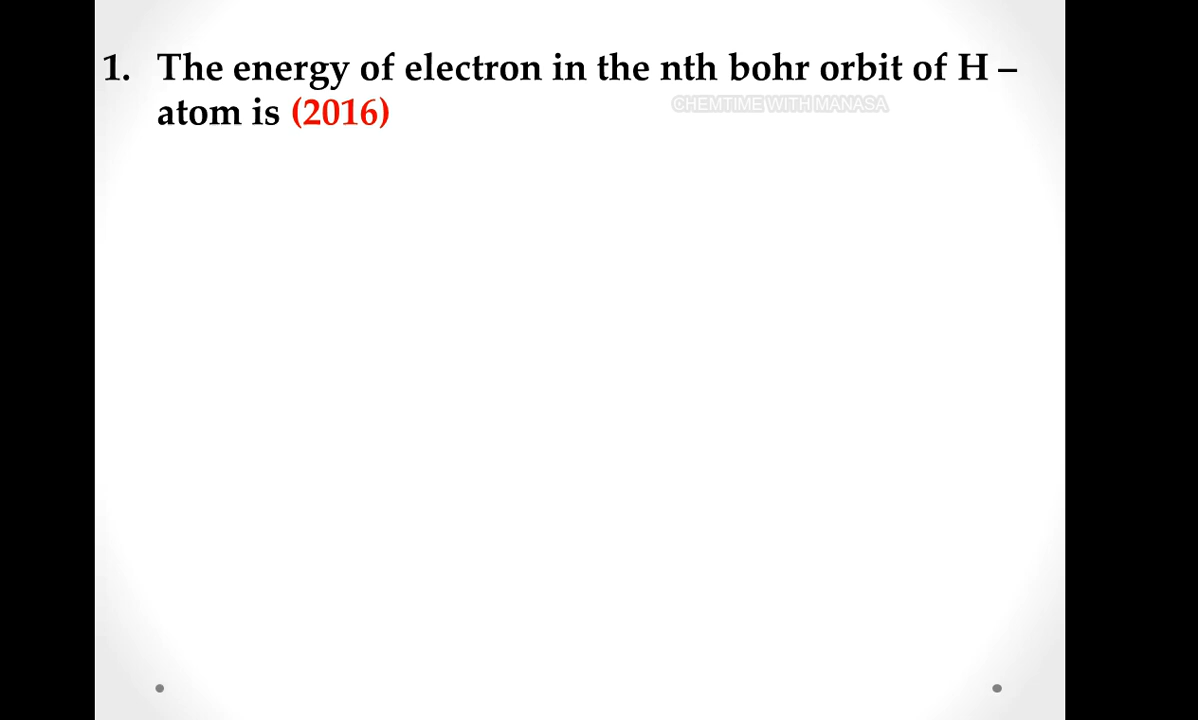 1. The energy of electron in the nth bohr orbit of H –
atom is (2016)
CHEMTIME WITH MANASA